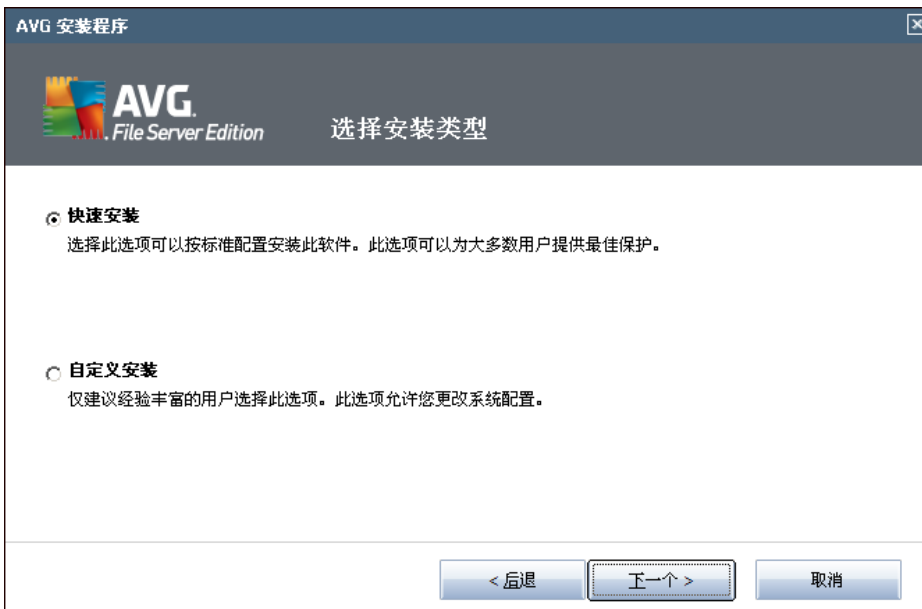 AVG 安装程序
AVG.
File Server Edition
选择安装类型
快速安装
选择此选项可以按标准配置安装此软件。此选项可以为大多数用户提供最佳保护。
自定义安装
仅建议经验丰富的用户选择此选项。此选项允许您更改系统配置。
< 后退
下一个 >
取消